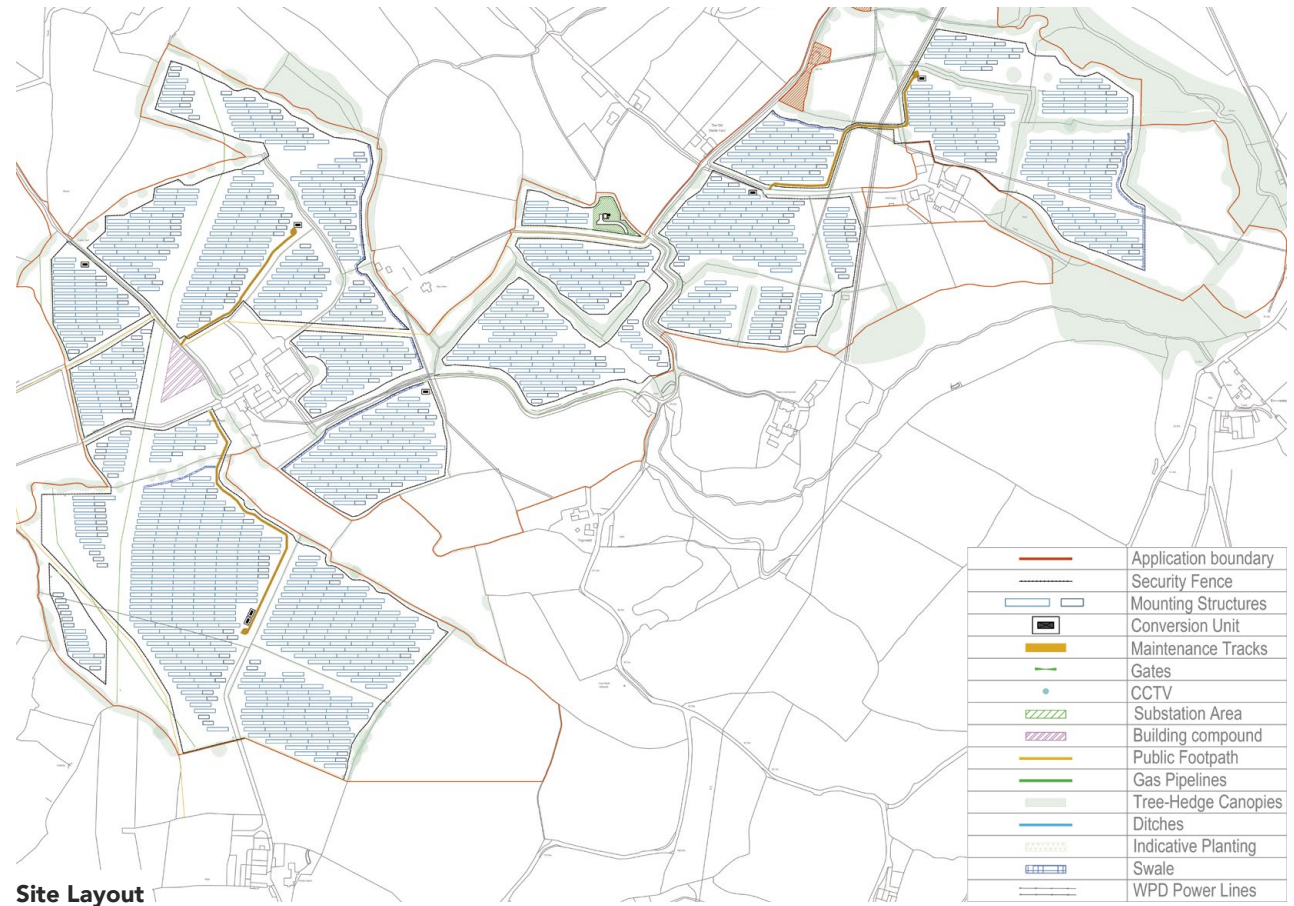 Application boundary
Security Fence
Mounting Structures
Conversion Unit
Maintenance Tracks
Gates
CCTV
Substation Area
Building compound
Public Footpath
Gas Pipelines
Tree-Hedge Canopies
Ditches
Indicative Planting
Swale
WPD Power Lines
Site Layout